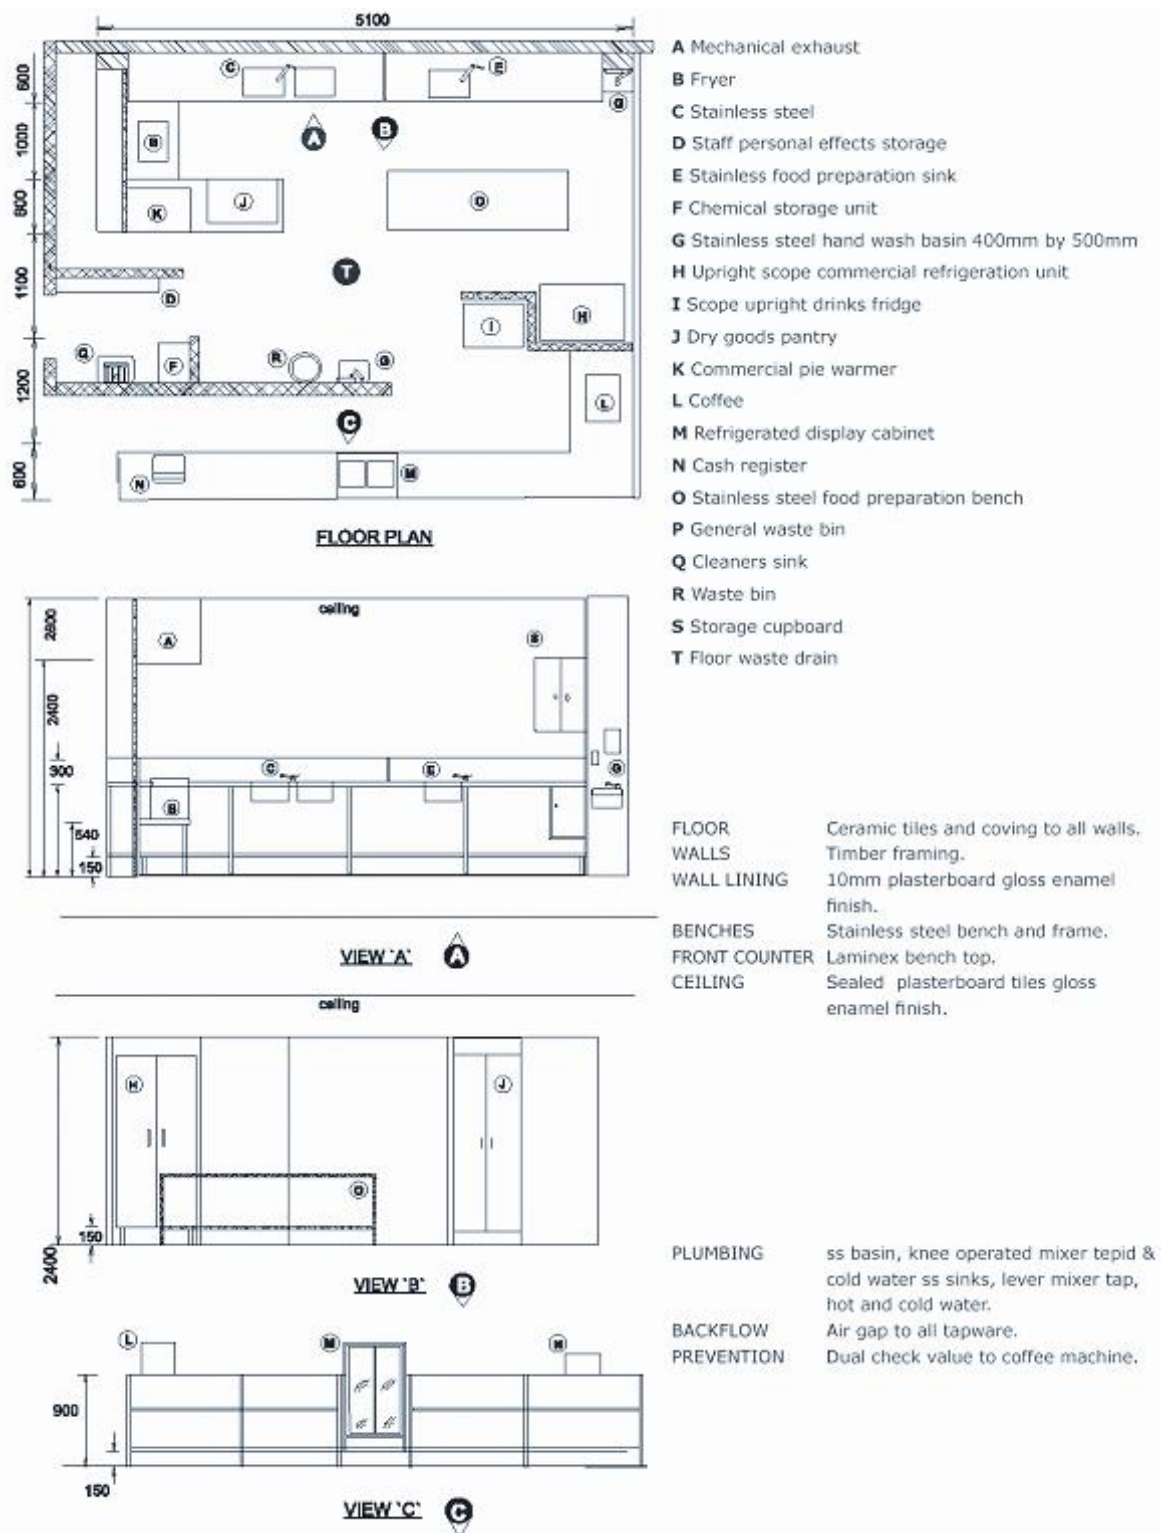 5100
600
1000
800
1100
1200
600
C
E
G
A
B
B
K
J
O
T
D
I
H
Q
F
R
G
L
C
N
M
FLOOR PLAN
A Mechanical exhaust
B Fryer
C Stainless steel
D Staff personal effects storage
E Stainless food preparation sink
F Chemical storage unit
G Stainless steel hand wash basin 400mm by 500mm
H Upright scope commercial refrigeration unit
I Scope upright drinks fridge
J Dry goods pantry
K Commercial pie warmer
L Coffee
M Refrigerated display cabinet
N Cash register
O Stainless steel food preparation bench
P General waste bin
Q Cleaners sink
R Waste bin
S Storage cupboard
T Floor waste drain
ceiling
2800
2400
300
540
150
A
S
C
E
G
B
VIEW 'A' A
FLOOR Ceramic tiles and coving to all walls.
WALLS Timber framing.
WALL LINING 10mm plasterboard gloss enamel
finish.
BENCHES Stainless steel bench and frame.
FRONT COUNTER Laminex bench top.
CEILING Sealed plasterboard tiles gloss
enamel finish.
ceiling
H
J
O
150
2400
VIEW 'B' B
PLUMBING ss basin, knee operated mixer tepid &
cold water ss sinks, lever mixer tap,
hot and cold water.
BACKFLOW Air gap to all tapware.
PREVENTION Dual check value to coffee machine.
L
M
N
900
150
VIEW 'C' C